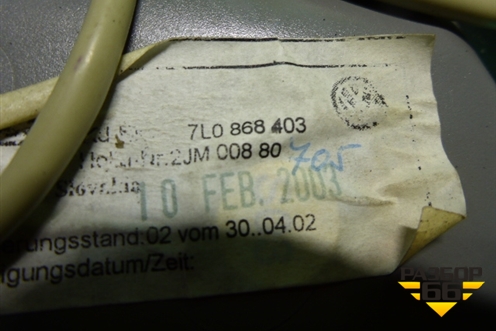 7L0 868 403
2JM 008 80
705
10 FEB. 2003
ungsstand:02 vom 30..04.02
igungsdatum/Zeit:
РАЗБОР
66